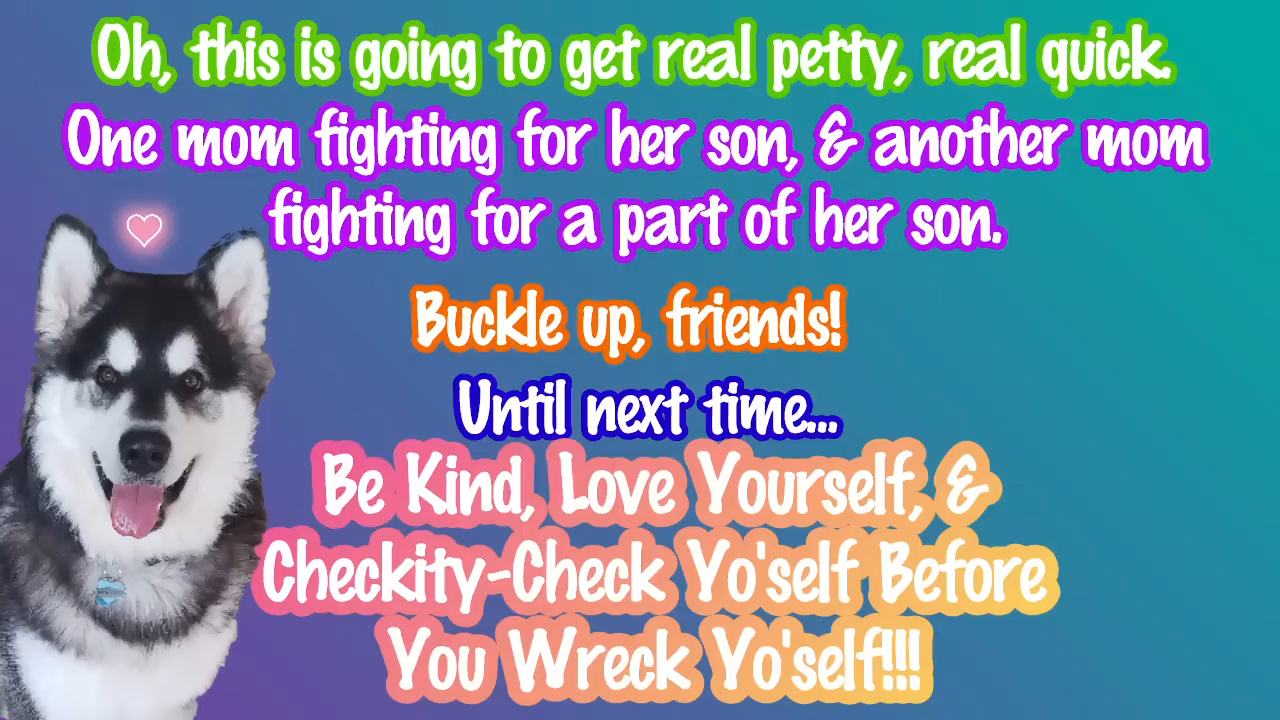 Oh, this is going to get real petty, real quick.
One mom fighting for her son, & another mom
fighting for a part of her son.
Buckle up, friends!
Until next time...
Be Kind, Love Yourself, &
Checkity-Check Yo'self Before
You Wreck Yo'self!!!